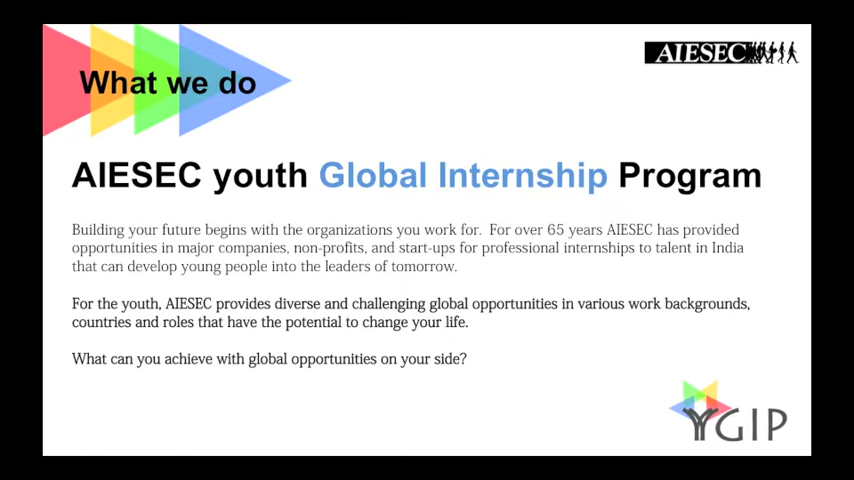 What we do
AIESEC
AIESEC youth Global Internship Program
Building your future begins with the organizations you work for.  For over 65 years AIESEC has provided
opportunities in major companies, non-profits, and start-ups for professional internships to talent in India
that can develop young people into the leaders of tomorrow.
For the youth, AIESEC provides diverse and challenging global opportunities in various work backgrounds,
countries and roles that have the potential to change your life.
What can you achieve with global opportunities on your side?
YGIP